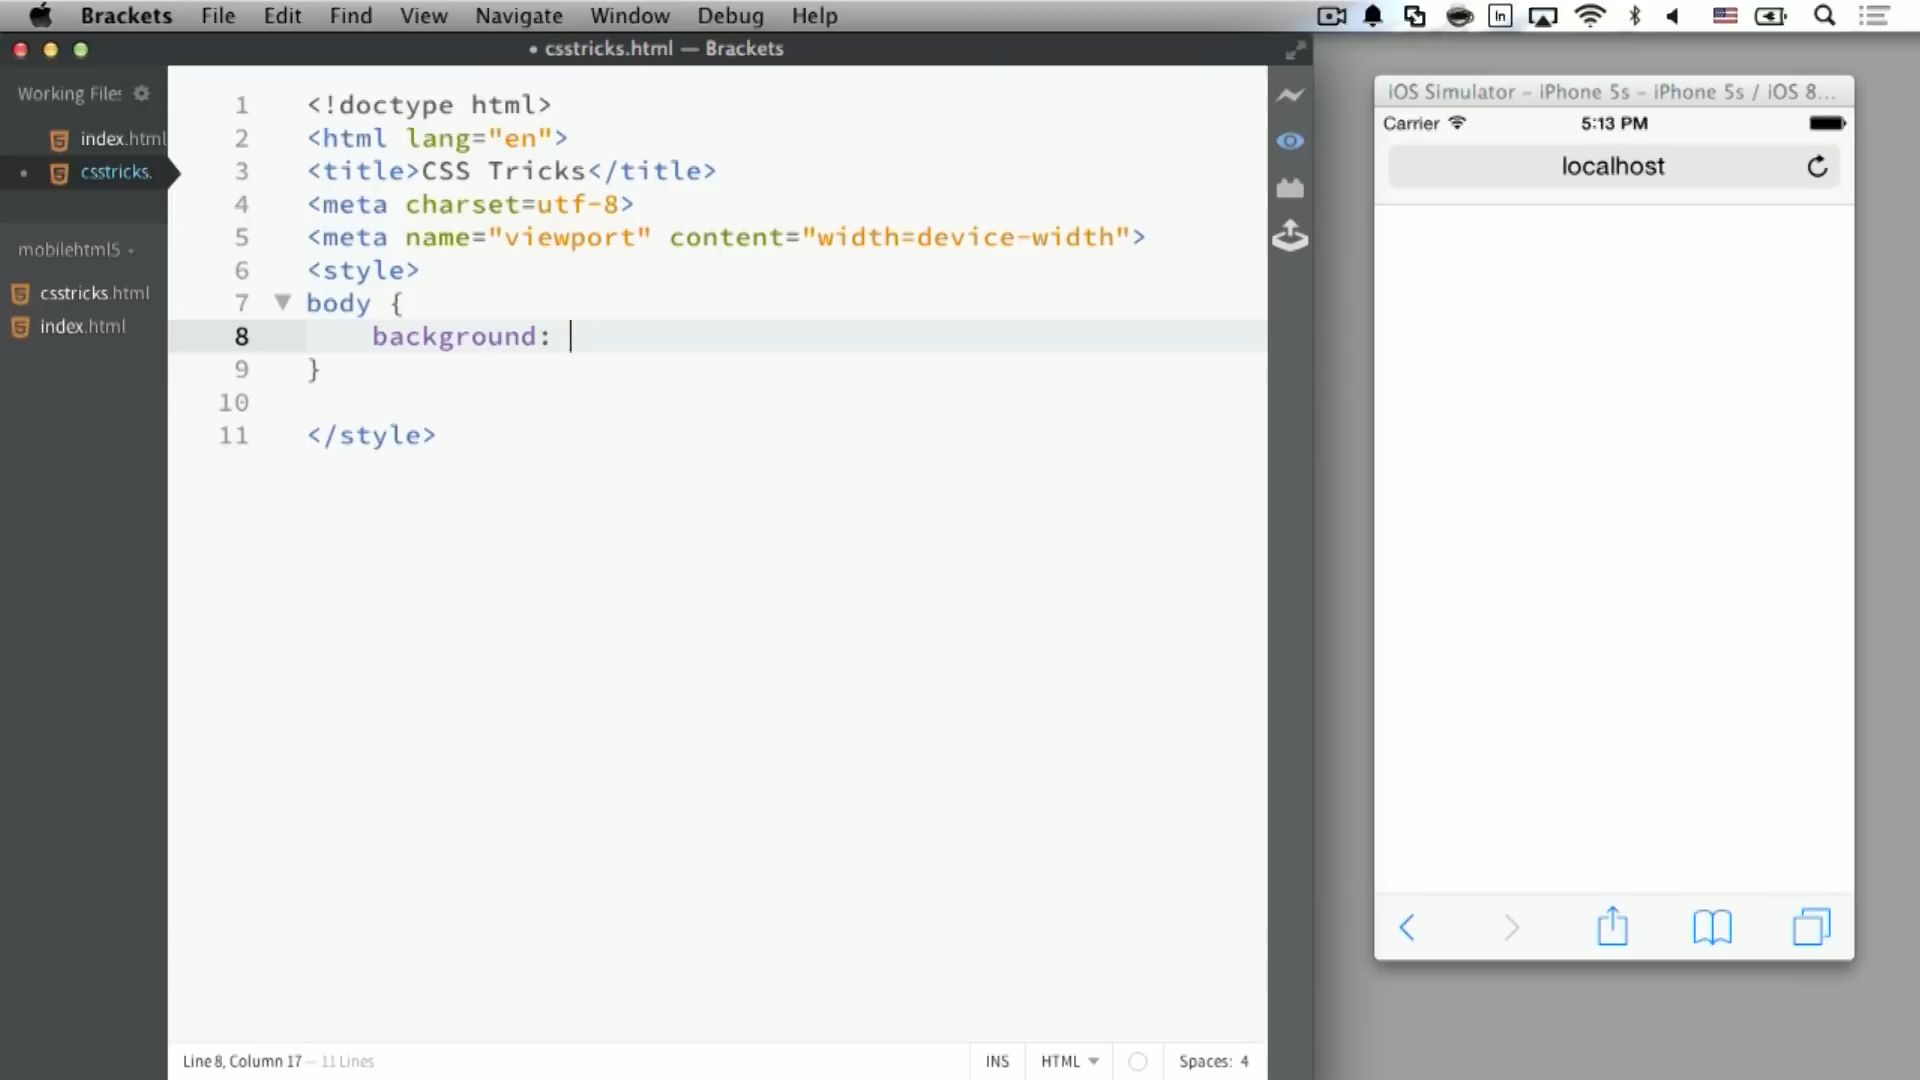 Brackets File Edit Find View Navigate Window Debug Help
• csstricks.html — Brackets
Working Files
index.html
csstricks.
mobilehtml5
csstricks.html
index.html
1 <!doctype html>
2 <html lang="en">
3 <title>CSS Tricks</title>
4 <meta charset=utf-8>
5 <meta name="viewport" content="width=device-width">
6 <style>
7 body {
8 background:
9 }
10
11 </style>
Line 8, Column 17 — 11 Lines
INS HTML Spaces: 4
In
iOS Simulator - iPhone 5s - iPhone 5s / iOS 8...
Carrier 5:13 PM
localhost